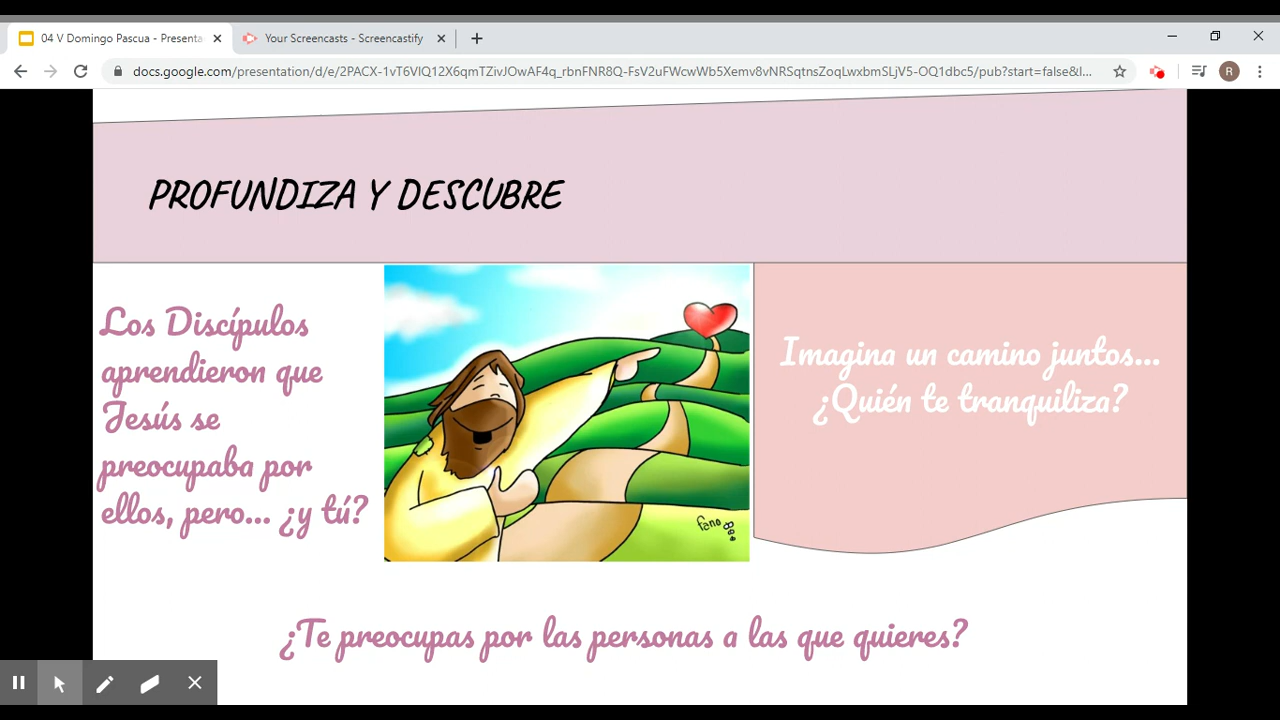 04 V Domingo Pascua - Presenta
Your Screencasts - Screencastify
docs.google.com/presentation/d/e/2PACX-1vT6VlQ12XsqmTZivJOwAF4q_rbnFNR8Q-FsV2uFWcwWb5Xemv8vNRSqtnsZoqLwxbmSLjV5-OQ1dbc5/pub?start=false&l...
R
PROFUNDIZA Y DESCUBRE
Los Discípulos
aprendieron que
Jesús se
preocupaba por
ellos, pero... ¿y tú?
fano
Imagina un camino juntos...
¿Quién te tranquiliza?
¿Te preocupas por las personas a las que quieres?